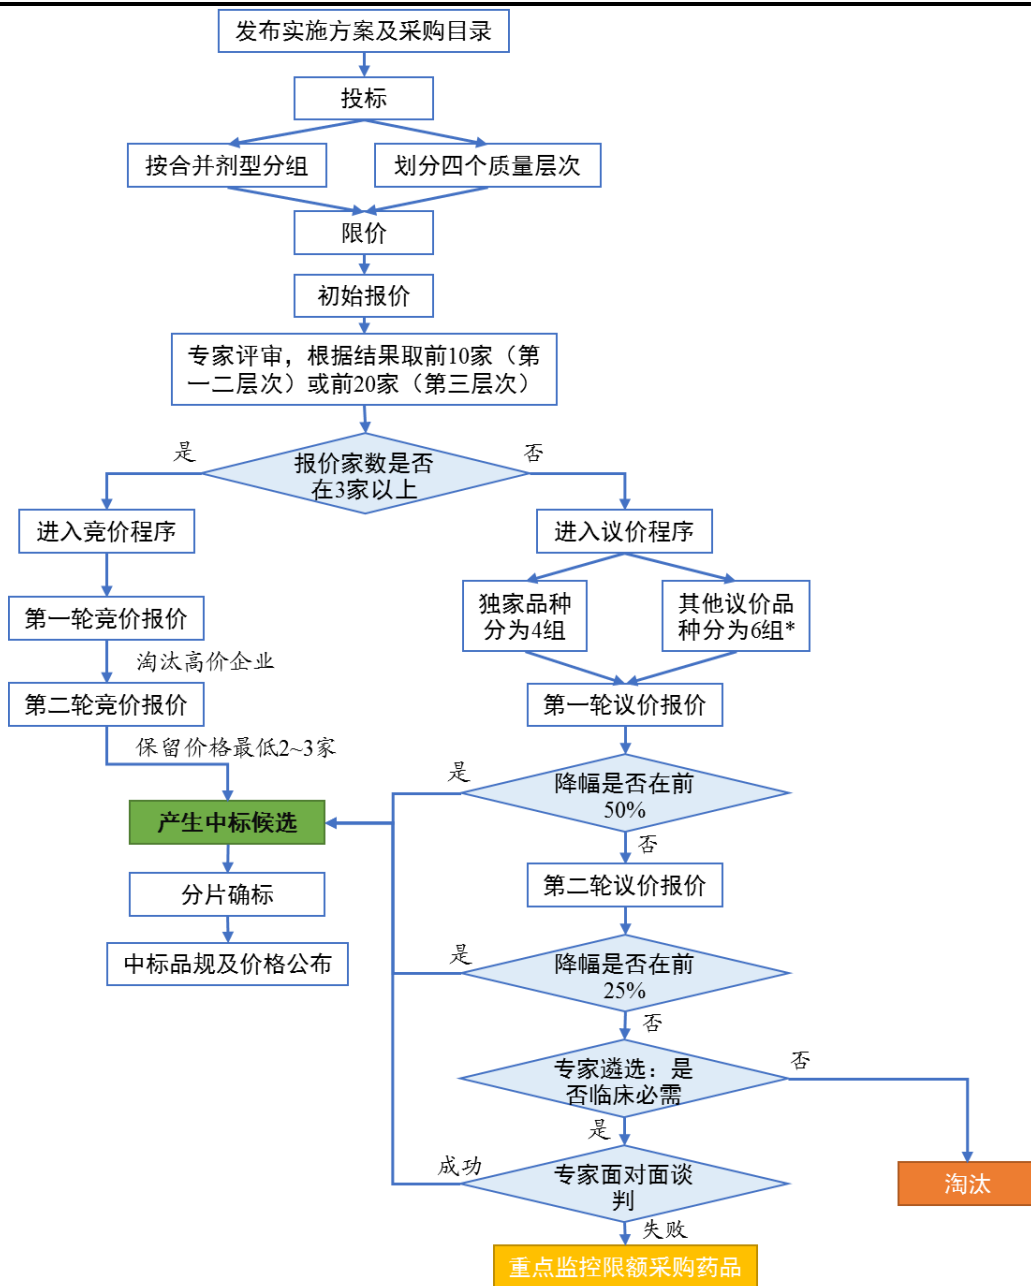 发布实施方案及采购目录
投标
按合并剂型分组
划分四个质量层次
限价
初始报价
专家评审，根据结果取前10家（第
一二层次）或前20家（第三层次）
报价家数是否
在3家以上
是
否
进入竞价程序
进入议价程序
第一轮竞价报价
独家品种
分为4组
其他议价品
种分为6组*
淘汰高价企业
第二轮竞价报价
第一轮议价报价
保留价格最低2~3家
降幅是否在前
50%
是
否
产生中标候选
第二轮议价报价
分片确标
中标品规及价格公布
降幅是否在前
25%
是
否
专家遴选：是
否临床必需
否
是
专家面对面谈
判
成功
失败
淘汰
重点监控限额采购药品